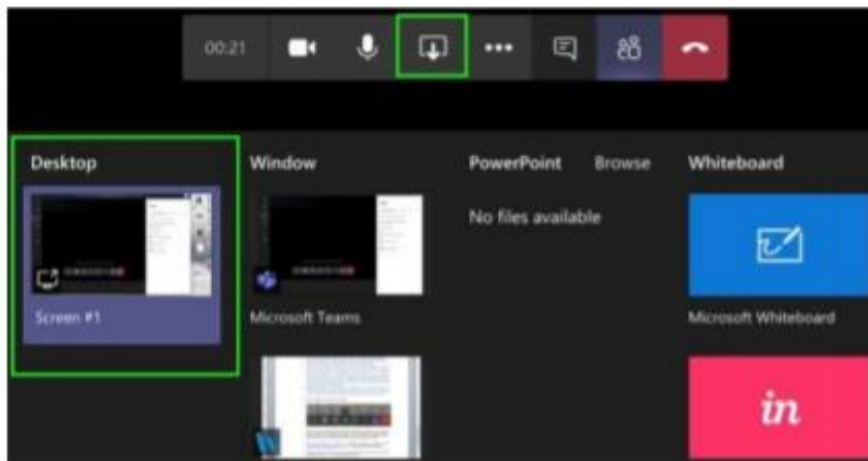 00:21
Desktop
Window
PowerPoint Browse
Whiteboard
No files available
Screen #1
Microsoft Teams
Microsoft Whiteboard
in